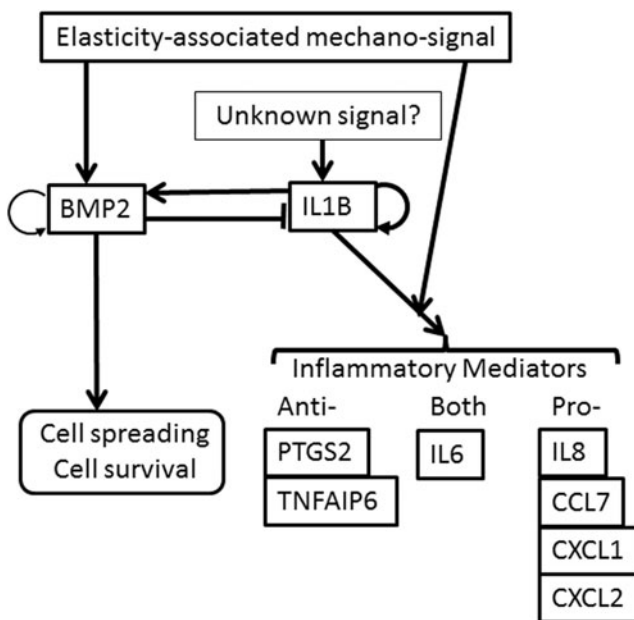 Elasticity-associated mechano-signal
Unknown signal?
BMP2
IL1B
Inflammatory Mediators
Anti-
Both
Pro-
Cell spreading
Cell survival
PTGS2
IL6
IL8
TNFAIP6
CCL7
CXCL1
CXCL2